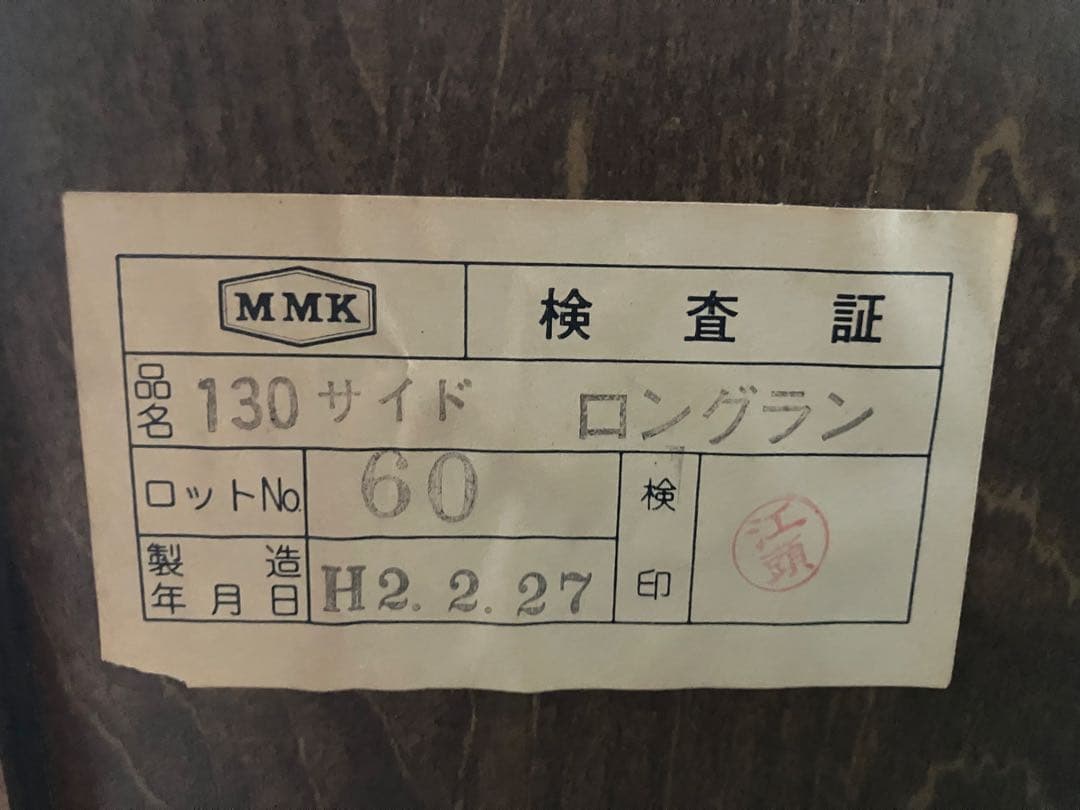 MMK 検査証
品名 130サイド ロングラン
ロットNo. 60 検印 江頭
製造年月日 H2.2.27